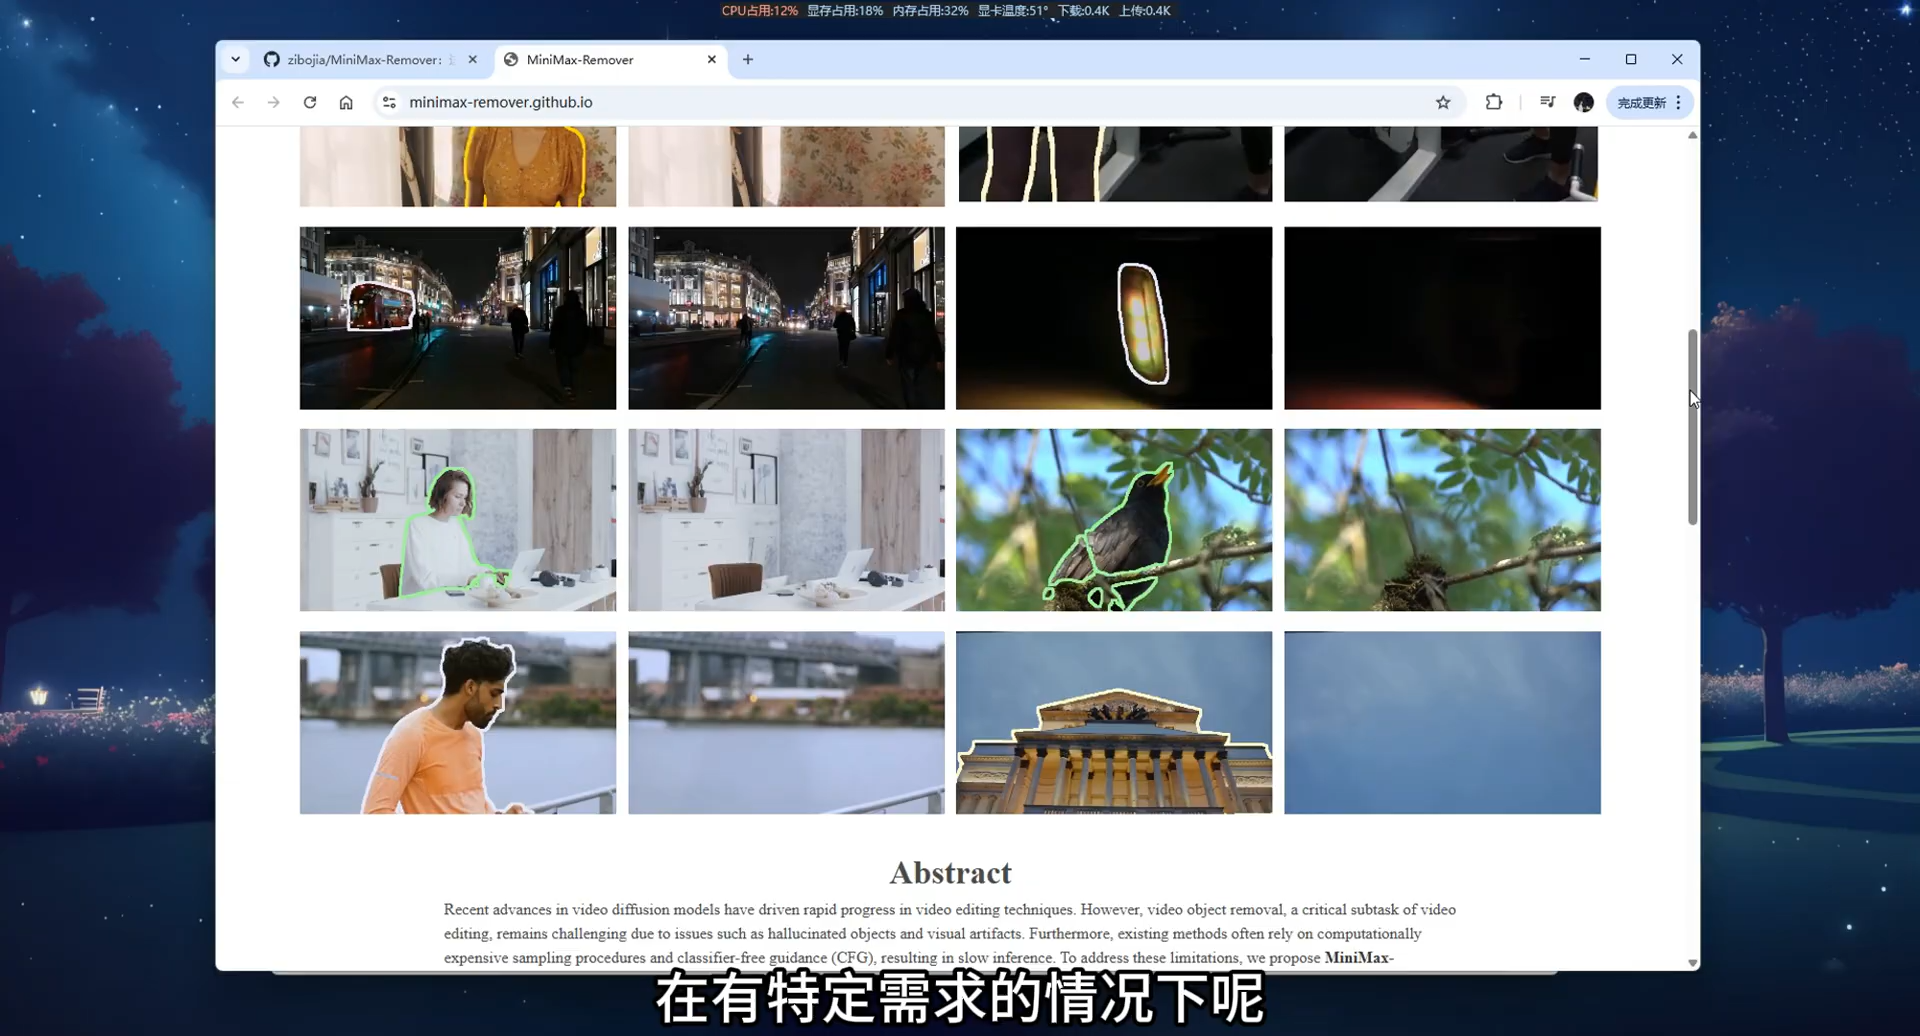 CPU占用:12% 显存占用:18% 内存占用:32% 显卡温度:51° 下载:0.4K 上传:0.4K
zibojia/MiniMax-Remover:
MiniMax-Remover
minimax-remover.github.io
完成更新
Abstract
Recent advances in video diffusion models have driven rapid progress in video editing techniques. However, video object removal, a critical subtask of video
editing, remains challenging due to issues such as hallucinated objects and visual artifacts. Furthermore, existing methods often rely on computationally
expensive sampling procedures and classifier-free guidance (CFG), resulting in slow inference. To address these limitations, we propose MiniMax-
在有特定需求的情况下呢